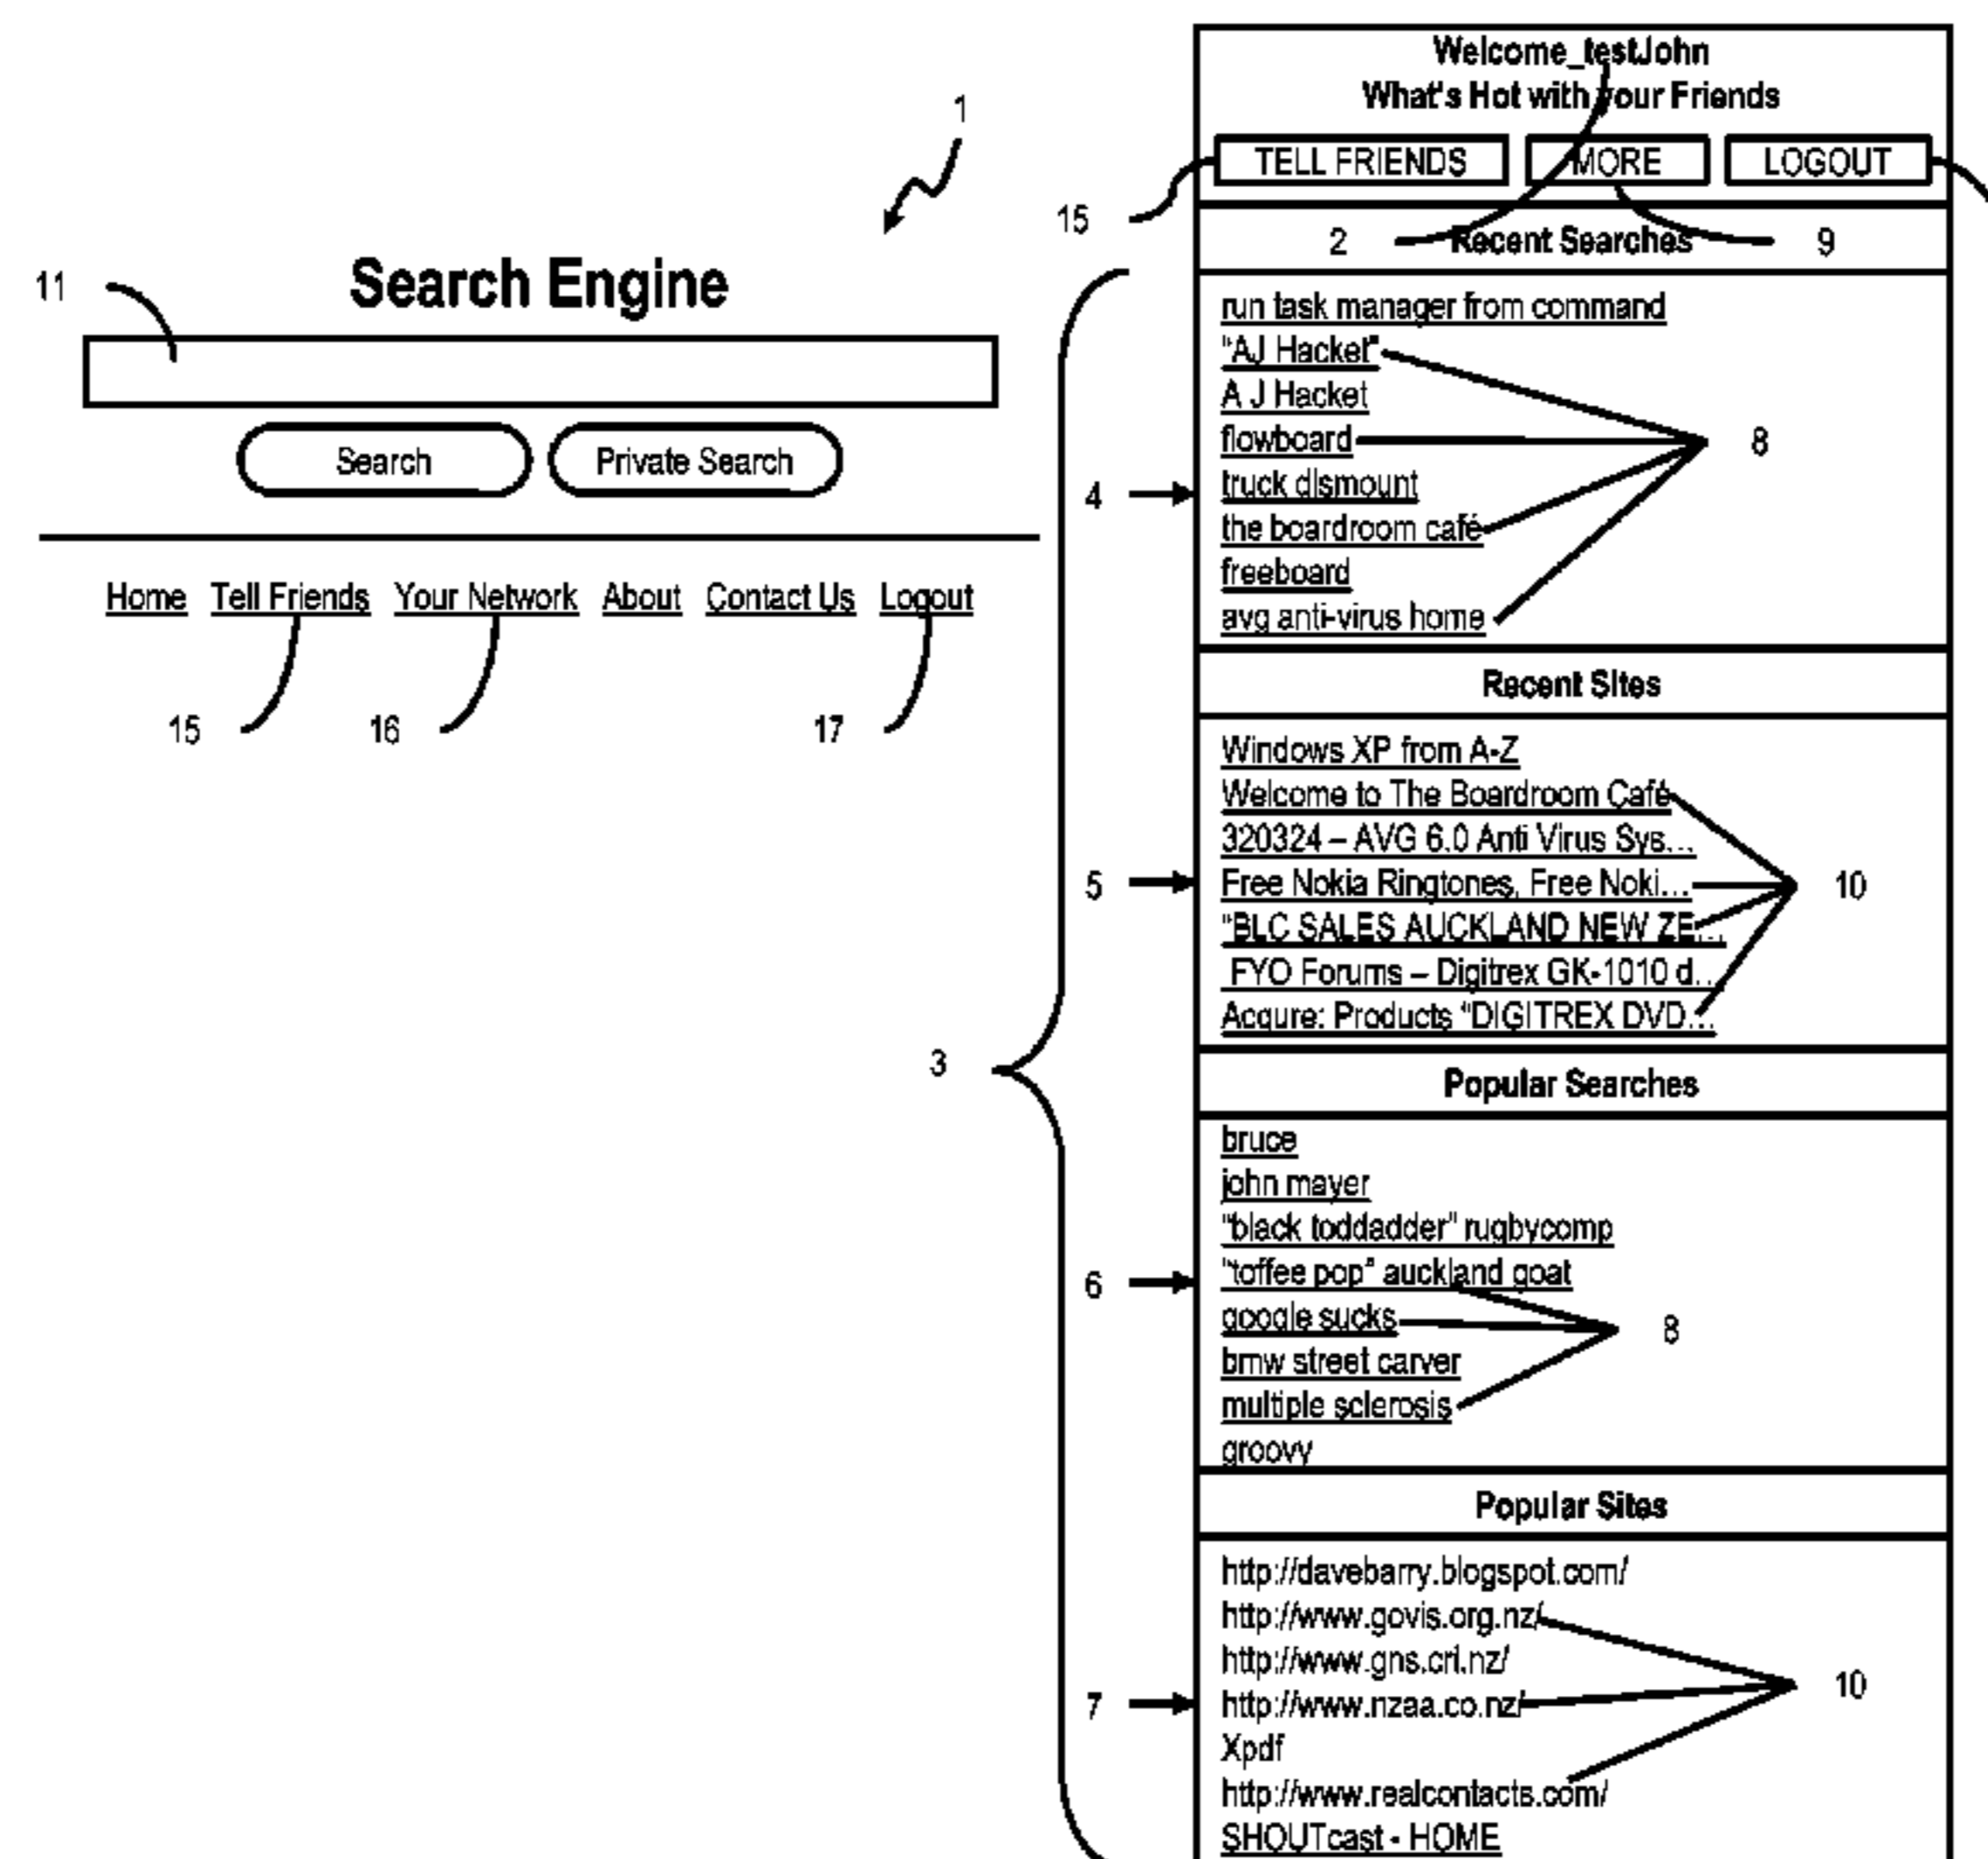 1
11
Search Engine
Search
Private Search
Home Tell Friends Your Network About Contact Us Logout
15 16 17
Welcome_testJohn
What's Hot with your Friends
TELL FRIENDS MORE LOGOUT
15
2 Recent Searches 9
run task manager from command
"AJ Hacket"
A J Hacket
flowboard
8
truck dismount
4
the boardroom café
freeboard
avg anti-virus home
Recent Sites
Windows XP from A-Z
Welcome to The Boardroom Café
320324 – AVG 6.0 Anti Virus Sys...
Free Nokia Ringtones, Free Noki...
5
10
"BLC SALES AUCKLAND NEW ZE...
FYO Forums – Digitrex GK-1010 d...
Acqure: Products "DIGITREX DVD...
3
Popular Searches
bruce
john mayer
"black toddadder" rugbycomp
"toffee pop" auckland goat
6
google sucks
8
bmw street carver
multiple sclerosis
groovy
Popular Sites
http://davebarry.blogspot.com/
http://www.govis.org.nz/
http://www.gns.cri.nz/
10
http://www.nzaa.co.nz/
7
Xpdf
http://www.realcontacts.com/
SHOUTcast - HOME